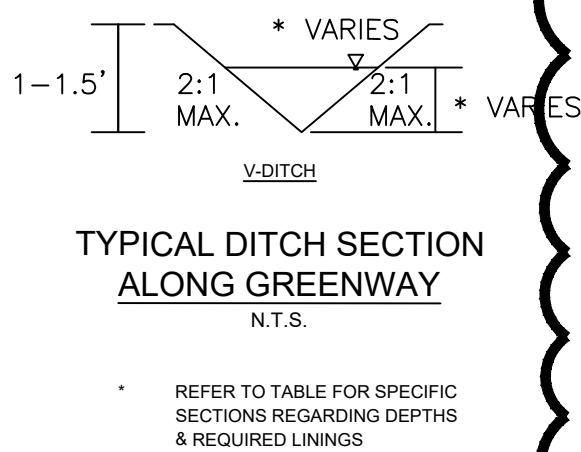 * VARIES
1-1.5'
2:1 MAX.
2:1 MAX.
* VARIES
V-DITCH
TYPICAL DITCH SECTION
ALONG GREENWAY
N.T.S.
* REFER TO TABLE FOR SPECIFIC
SECTIONS REGARDING DEPTHS
& REQUIRED LININGS